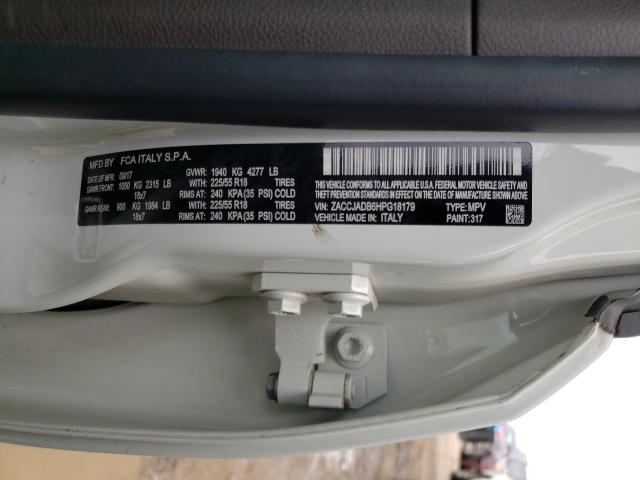 MFD BY FCA ITALY S.P.A.
DATE OF MFR: 09/17 GVWR: 1940 KG 4277 LB
GAWR FRONT: 1050 KG 2315 LB WITH: 225/55 R18 TIRES
18x7 RIMS AT: 240 KPA (35 PSI) COLD
GAWR REAR: 900 KG 1984 LB WITH: 225/55 R18 TIRES
18x7 RIMS AT: 240 KPA (35 PSI) COLD
THIS VEHICLE CONFORMS TO ALL APPLICABLE U.S.A. FEDERAL MOTOR VEHICLE
SAFETY, BUMPER, AND THEFT PREVENTION STANDARDS IN EFFECT ON THE DATE OF
MANUFACTURE SHOWN ABOVE.
VIN: ZACCJADB6HPG18179 TYPE: MPV
VEHICLE MADE IN: ITALY PAINT: 317